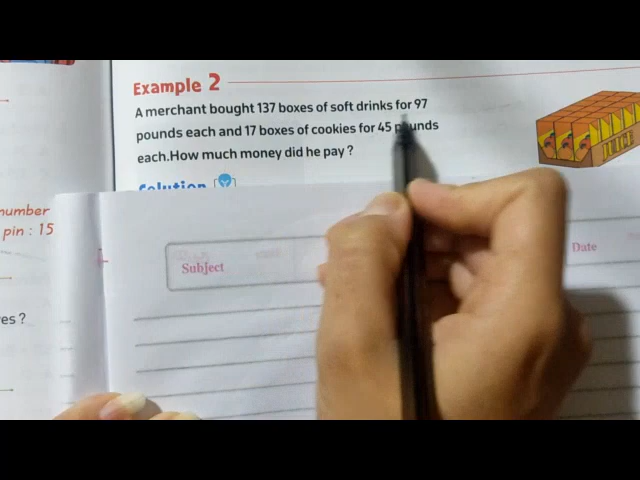 Example 2
A merchant bought 137 boxes of soft drinks for 97
pounds each and 17 boxes of cookies for 45 pounds
each.How much money did he pay ?
Solution
number
pin : 15
es ?
Subject
Date